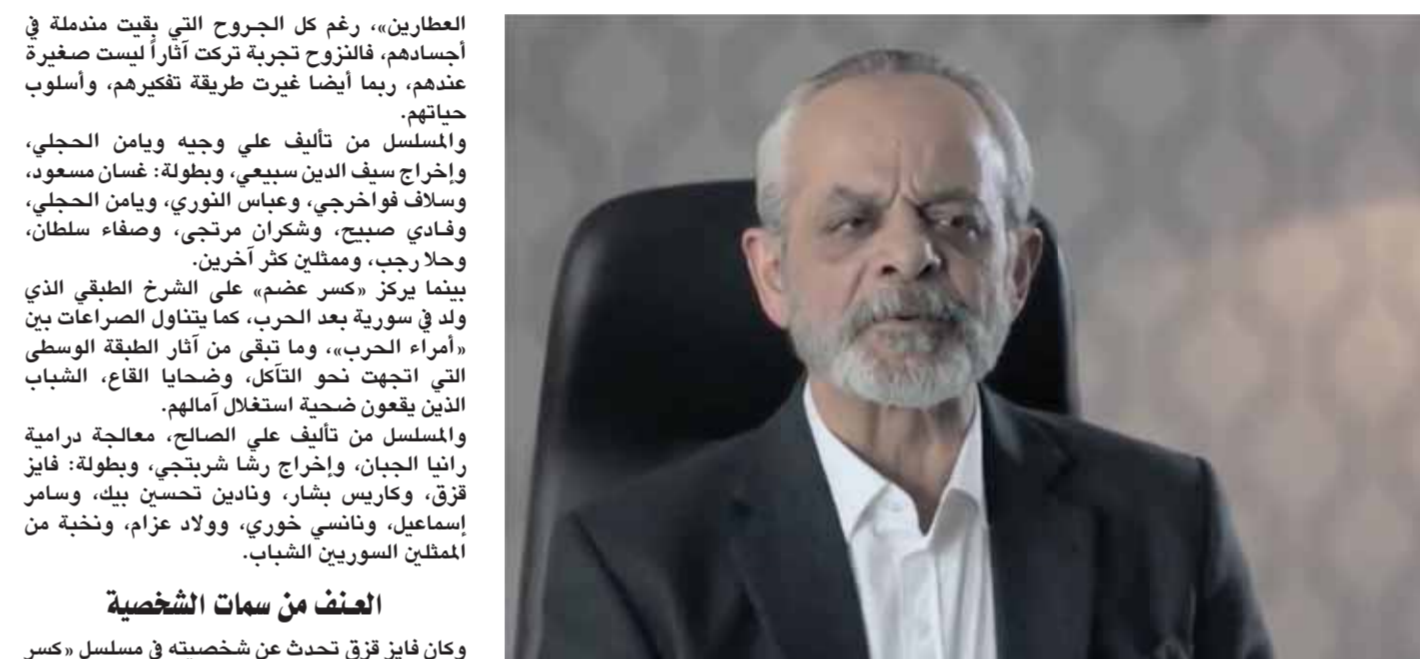 العطارين»، رغم كل الجروح التي بقيت مندملة في
أجسادهم، فالنزوح تجربة تركت آثاراً ليست صغيرة
عندهم، ربما أيضا غيرت طريقة تفكيرهم، وأسلوب
حياتهم.
والمسلسل من تأليف علي وجيه ويامن الحجلي،
وإخراج سيف الدين سبيعي، وبطولة: غسان مسعود،
وسلاف فواخرجي، وعباس النوري، ويامن الحجلي،
وفادي صبيح، وشكران مرتجى، وصفاء سلطان،
وحلا رجب، وممثلين كثر آخرين.
بينما يركز «كسر عضم» على الشرخ الطبقي الذي
ولد في سورية بعد الحرب، كما يتناول الصراعات بين
«أمراء الحرب»، وما تبقى من آثار الطبقة الوسطى
التي اتجهت نحو التآكل، وضحايا القاع، الشباب
الذين يقعون ضحية استغلال آمالهم.
والمسلسل من تأليف علي الصالح، معالجة درامية
رانيا الجبان، وإخراج رشا شربتجي، وبطولة: فايز
قزق، وكاريس بشار، ونادين تحسين بيك، وسامر
إسماعيل، ونانسي خوري، وولاد عزام، ونخبة من
الممثلين السوريين الشباب.
العنف من سمات الشخصية
وكان فايز قزق تحدث عن شخصيته في مسلسل «كسر